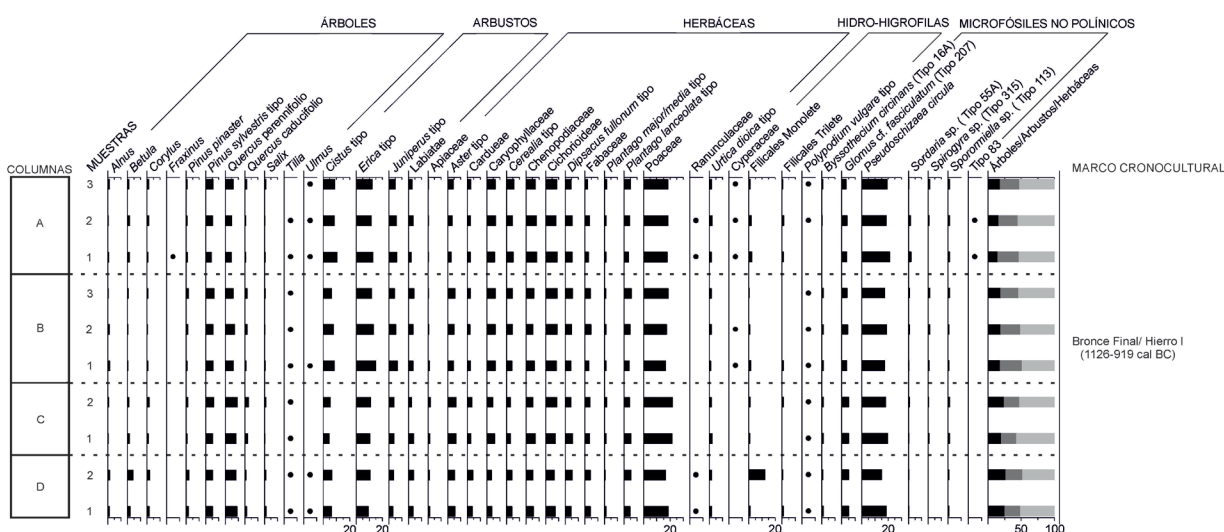 ÁRBOLES ARBUSTOS HERBÁCEAS HIDRO-HIGROFILAS MICROFÓSILES NO POLÍNICOS
COLUMNAS
MUESTRAS
Alnus
Betula
Corylus
Fraxinus
Pinus pinaster
Pinus sylvestris tipo
Quercus perennifolio
Quercus caducifolio
Salix
Tilia
Ulmus
Cistus tipo
Erica tipo
Juniperus tipo
Labiatae
Apiaceae
Aster tipo
Cardueae
Caryophyllaceae
Cerealia tipo
Chenopodiaceae
Cichorioideae
Dipsacus fullonum tipo
Fabaceae
Plantago major/media tipo
Plantago lanceolata tipo
Poaceae
Ranunculaceae
Urtica dioica tipo
Cyperaceae
Filicales Monolete
Filicales Trilete
Polypodium vulgare tipo
Byssothecium circinans (Tipo 16A)
Glomus cf. fasciculatum (Tipo 207)
Pseudoschizaea circula
Sordaria sp. ( Tipo 55A)
Spirogyra sp. (Tipo 315)
Sporormiella sp. ( Tipo 113)
Tipo 83
Árboles/Arbustos/Herbáceas
MARCO CRONOCULTURAL
A
3
2
1
B
3
2
1
Bronce Final/ Hierro I
(1126-919 cal BC)
C
2
1
D
2
1
20 20 20 20 20 50 100